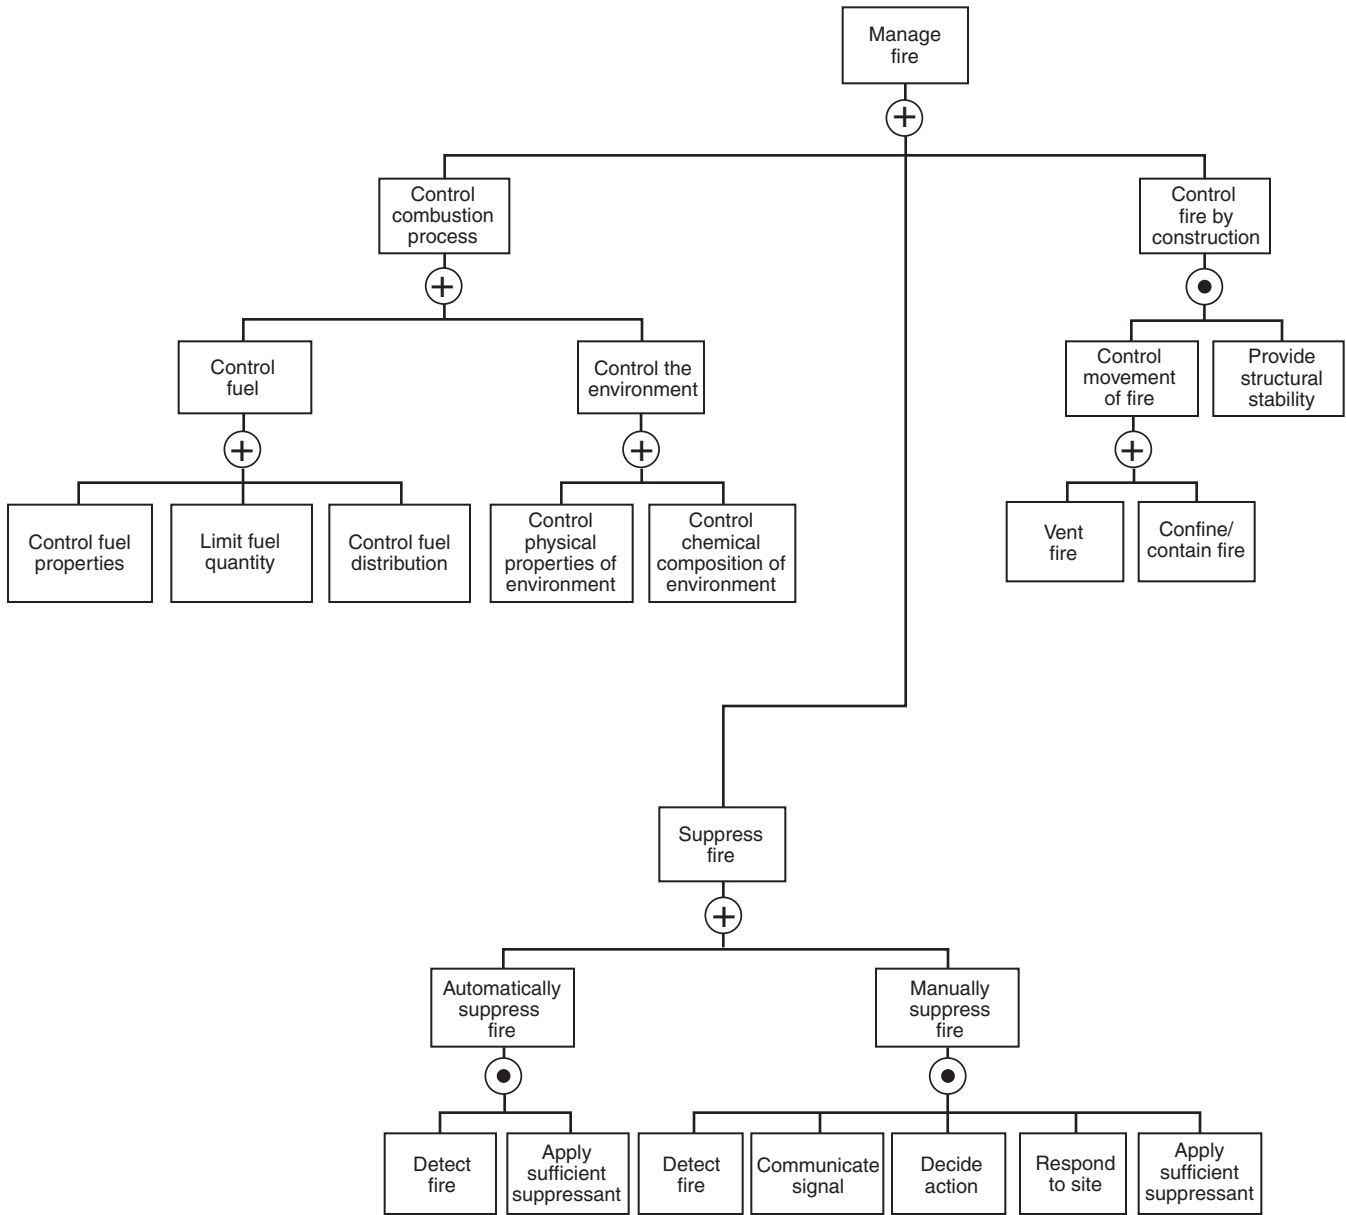 Manage
fire
Control
combustion
process
Control
fire by
construction
Control
fuel
Control the
environment
Control
movement
of fire
Provide
structural
stability
Control fuel
properties
Limit fuel
quantity
Control fuel
distribution
Control
physical
properties of
environment
Control
chemical
composition of
environment
Vent
fire
Confine/
contain fire
Suppress
fire
Automatically
suppress
fire
Manually
suppress
fire
Detect
fire
Apply
sufficient
suppressant
Detect
fire
Communicate
signal
Decide
action
Respond
to site
Apply
sufficient
suppressant